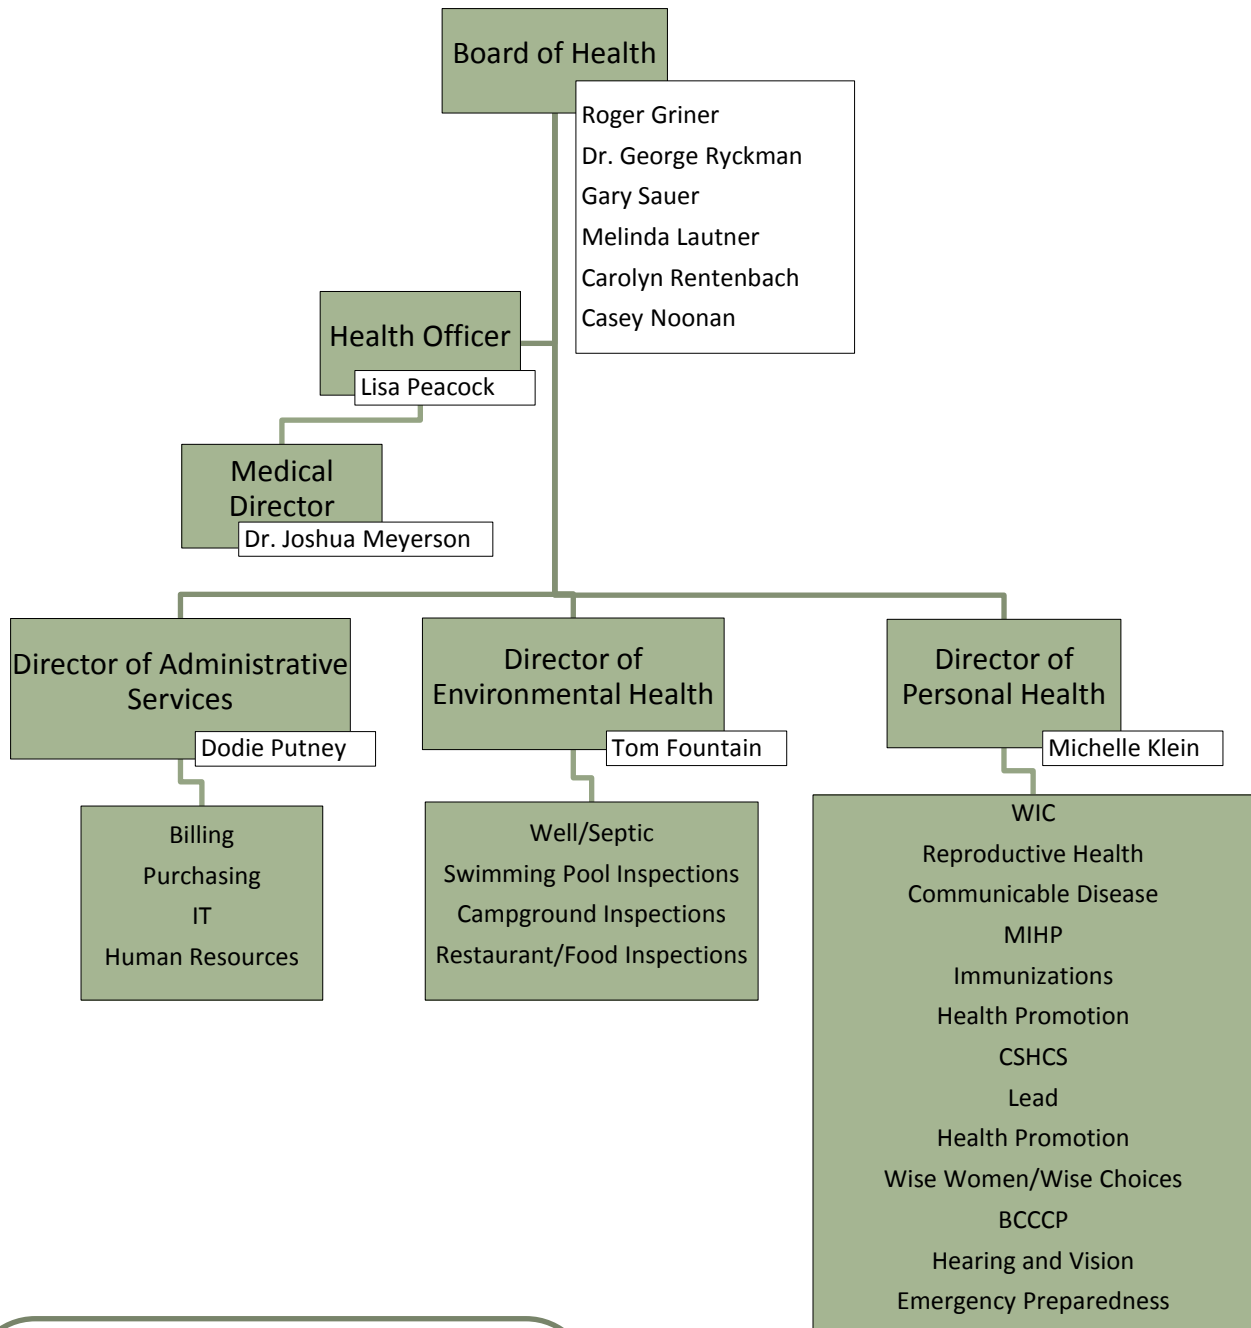 Board of Health
Roger Griner
Dr. George Ryckman
Gary Sauer
Melinda Lautner
Carolyn Rentenbach
Casey Noonan
Health Officer
Lisa Peacock
Medical
Director
Dr. Joshua Meyerson
Director of Administrative
Services
Dodie Putney
Billing
Purchasing
IT
Human Resources
Director of
Environmental Health
Tom Fountain
Well/Septic
Swimming Pool Inspections
Campground Inspections
Restaurant/Food Inspections
Director of
Personal Health
Michelle Klein
WIC
Reproductive Health
Communicable Disease
MIHP
Immunizations
Health Promotion
CSHCS
Lead
Health Promotion
Wise Women/Wise Choices
BCCCP
Hearing and Vision
Emergency Preparedness